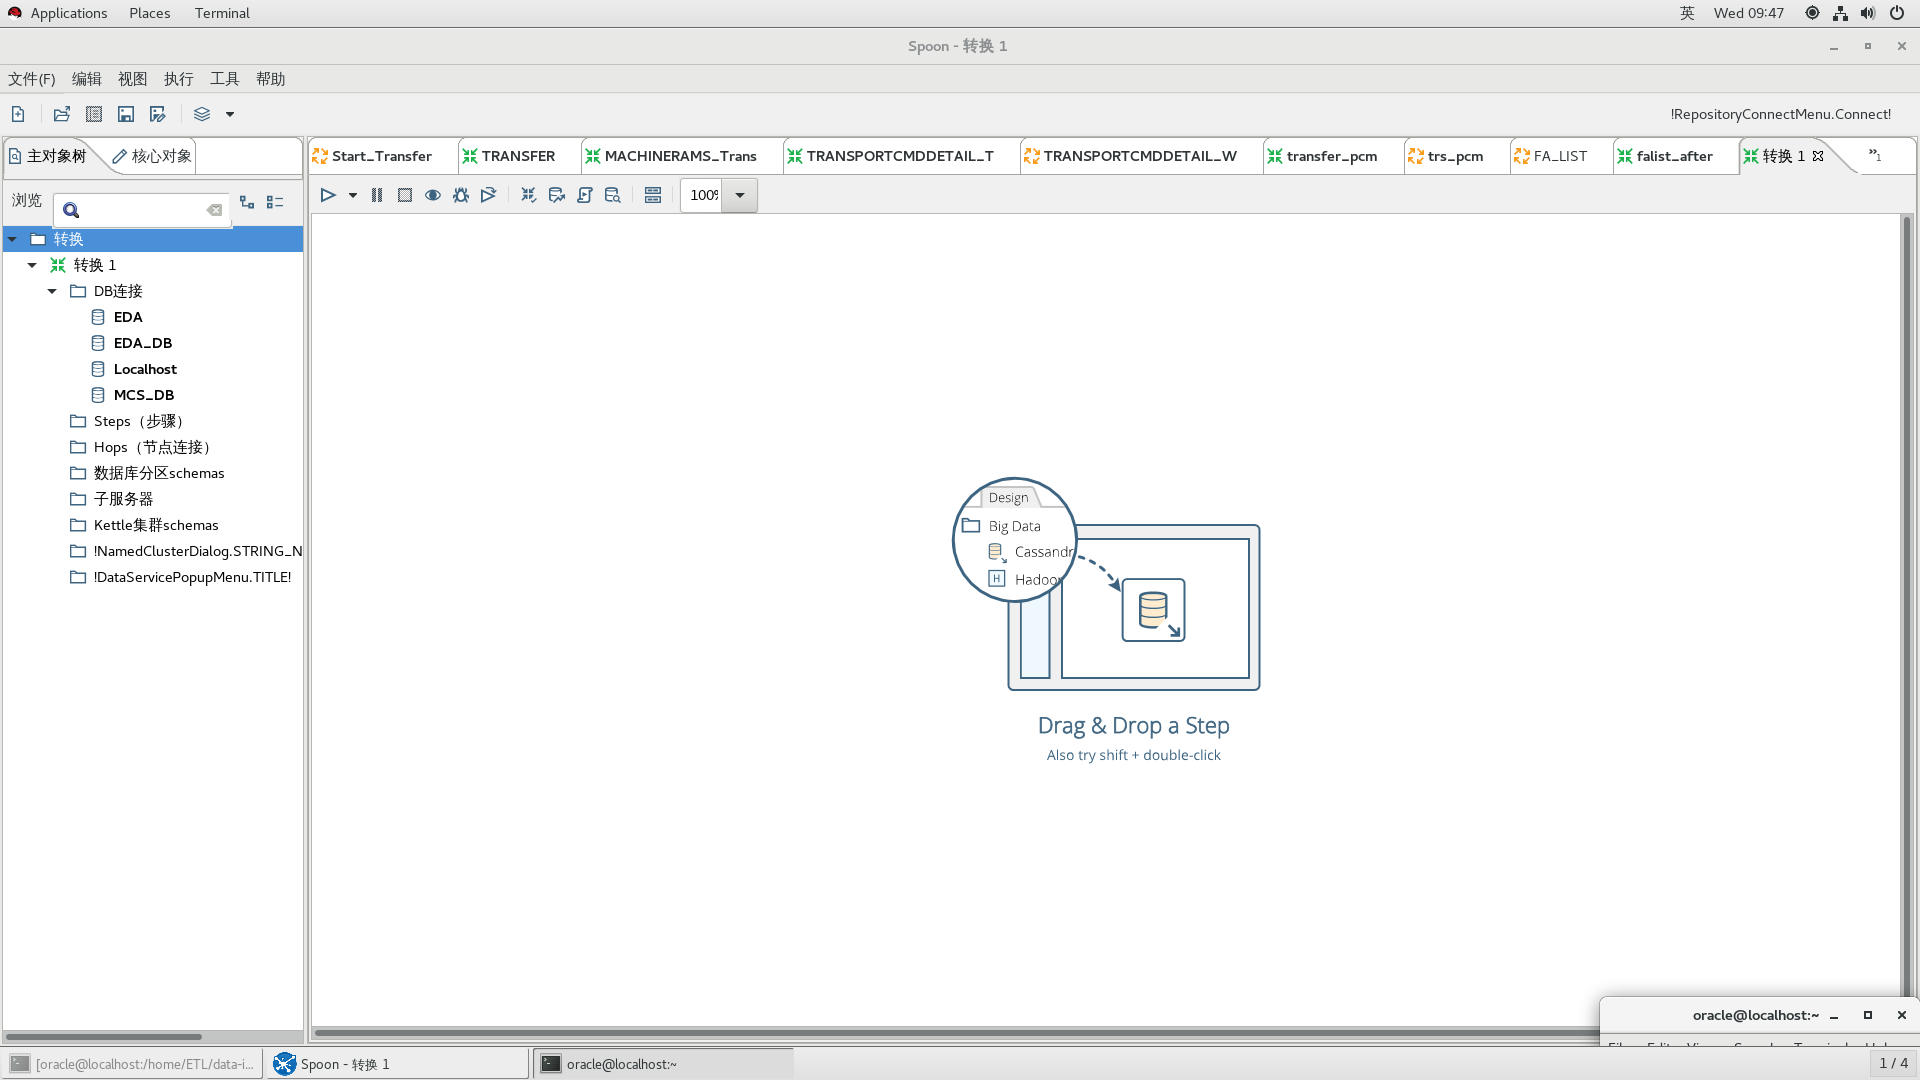 Applications Places Terminal 英 Wed 09:47
Spoon - 转换 1
文件(F) 编辑 视图 执行 工具 帮助
!RepositoryConnectMenu.Connect!
主对象树 核心对象
Start_Transfer TRANSFER MACHINERAMS_Trans TRANSPORTCMDDETAIL_T TRANSPORTCMDDETAIL_W transfer_pcm trs_pcm FA_LIST falist_after 转换 1 »1
浏览
100%
转换
转换 1
DB连接
EDA
EDA_DB
Localhost
MCS_DB
Steps（步骤）
Hops（节点连接）
数据库分区schemas
子服务器
Kettle集群schemas
!NamedClusterDialog.STRING_N
!DataServicePopupMenu.TITLE!
Design
Big Data
Cassandr
H Hadoop
Drag & Drop a Step
Also try shift + double-click
oracle@localhost:~
[oracle@localhost:/home/ETL/data-i... Spoon - 转换 1 oracle@localhost:~ 1 / 4